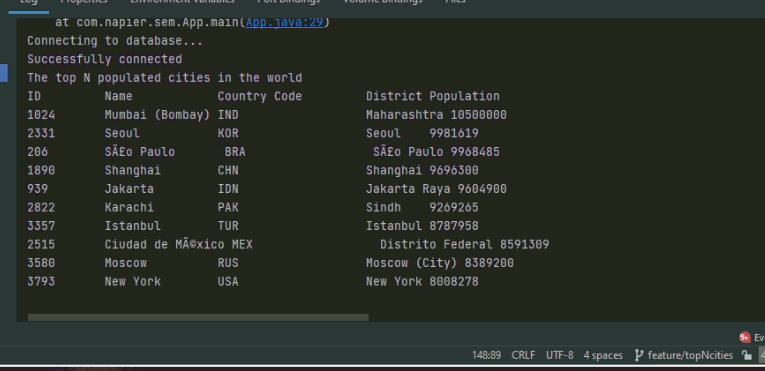 Log Properties Environment Variables Port Bindings Volume Bindings Files
at com.napier.sem.App.main(App.java:29)
Connecting to database...
Successfully connected
The top N populated cities in the world
ID Name Country Code District Population
1024 Mumbai (Bombay) IND Maharashtra 10500000
2331 Seoul KOR Seoul 9981619
206 SÃ£o Paulo BRA SÃ£o Paulo 9968485
1890 Shanghai CHN Shanghai 9696300
939 Jakarta IDN Jakarta Raya 9604900
2822 Karachi PAK Sindh 9269265
3357 Istanbul TUR Istanbul 8787958
2515 Ciudad de MÃ©xico MEX Distrito Federal 8591309
3580 Moscow RUS Moscow (City) 8389200
3793 New York USA New York 8008278
9+ Ev
148:89 CRLF UTF-8 4 spaces feature/topNcities